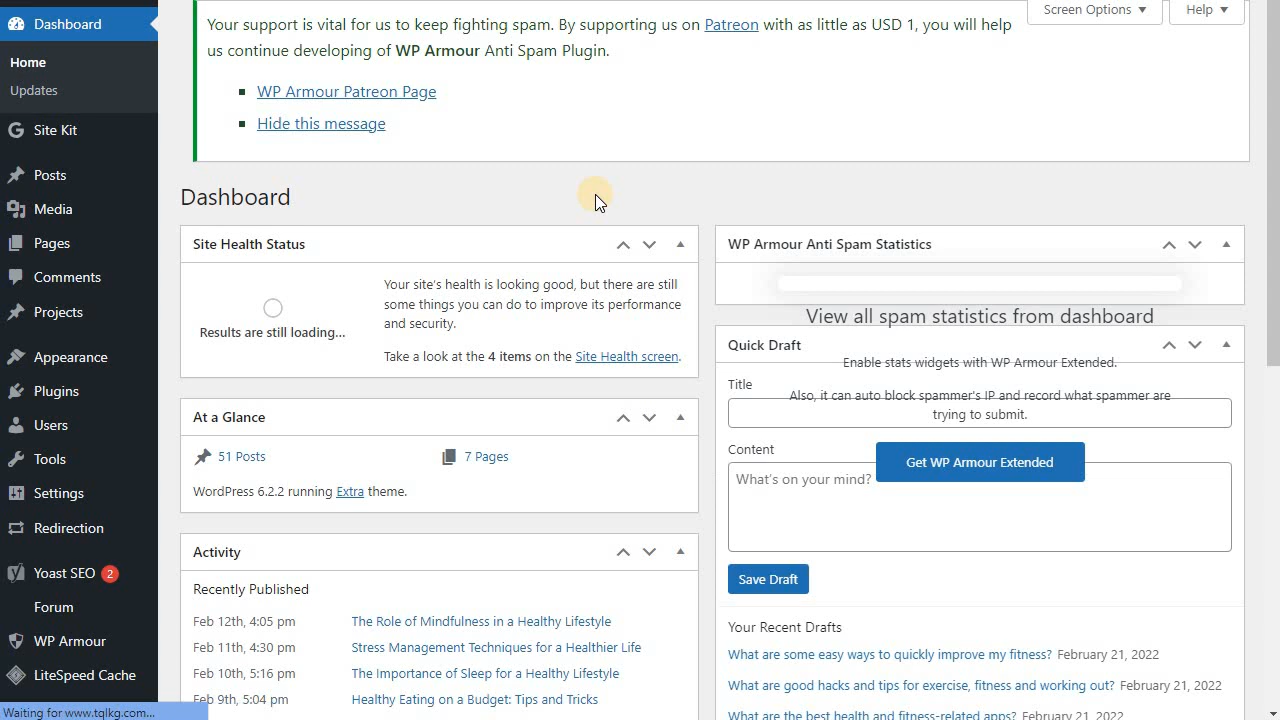 Dashboard
Home
Updates
Site Kit
Posts
Media
Pages
Comments
Projects
Appearance
Plugins
Users
Tools
Settings
Redirection
Yoast SEO 2
Forum
WP Armour
LiteSpeed Cache
Waiting for www.tqlkg.com...
Screen Options
Help
Your support is vital for us to keep fighting spam. By supporting us on Patreon with as little as USD 1, you will help
us continue developing of WP Armour Anti Spam Plugin.
WP Armour Patreon Page
Hide this message
Dashboard
Site Health Status
Results are still loading...
Your site's health is looking good, but there are still
some things you can do to improve its performance
and security.
Take a look at the 4 items on the Site Health screen.
At a Glance
51 Posts
7 Pages
WordPress 6.2.2 running Extra theme.
Activity
Recently Published
Feb 12th, 4:05 pm The Role of Mindfulness in a Healthy Lifestyle
Feb 11th, 4:30 pm Stress Management Techniques for a Healthier Life
Feb 10th, 5:16 pm The Importance of Sleep for a Healthy Lifestyle
Feb 9th, 5:04 pm Healthy Eating on a Budget: Tips and Tricks
WP Armour Anti Spam Statistics
View all spam statistics from dashboard
Quick Draft
Enable stats widgets with WP Armour Extended.
Title
Also, it can auto block spammer's IP and record what spammer are
trying to submit.
Content
Get WP Armour Extended
What's on your mind?
Save Draft
Your Recent Drafts
What are some easy ways to quickly improve my fitness? February 21, 2022
What are good hacks and tips for exercise, fitness and working out? February 21, 2022
What are the best health and fitness-related apps? February 21, 2022